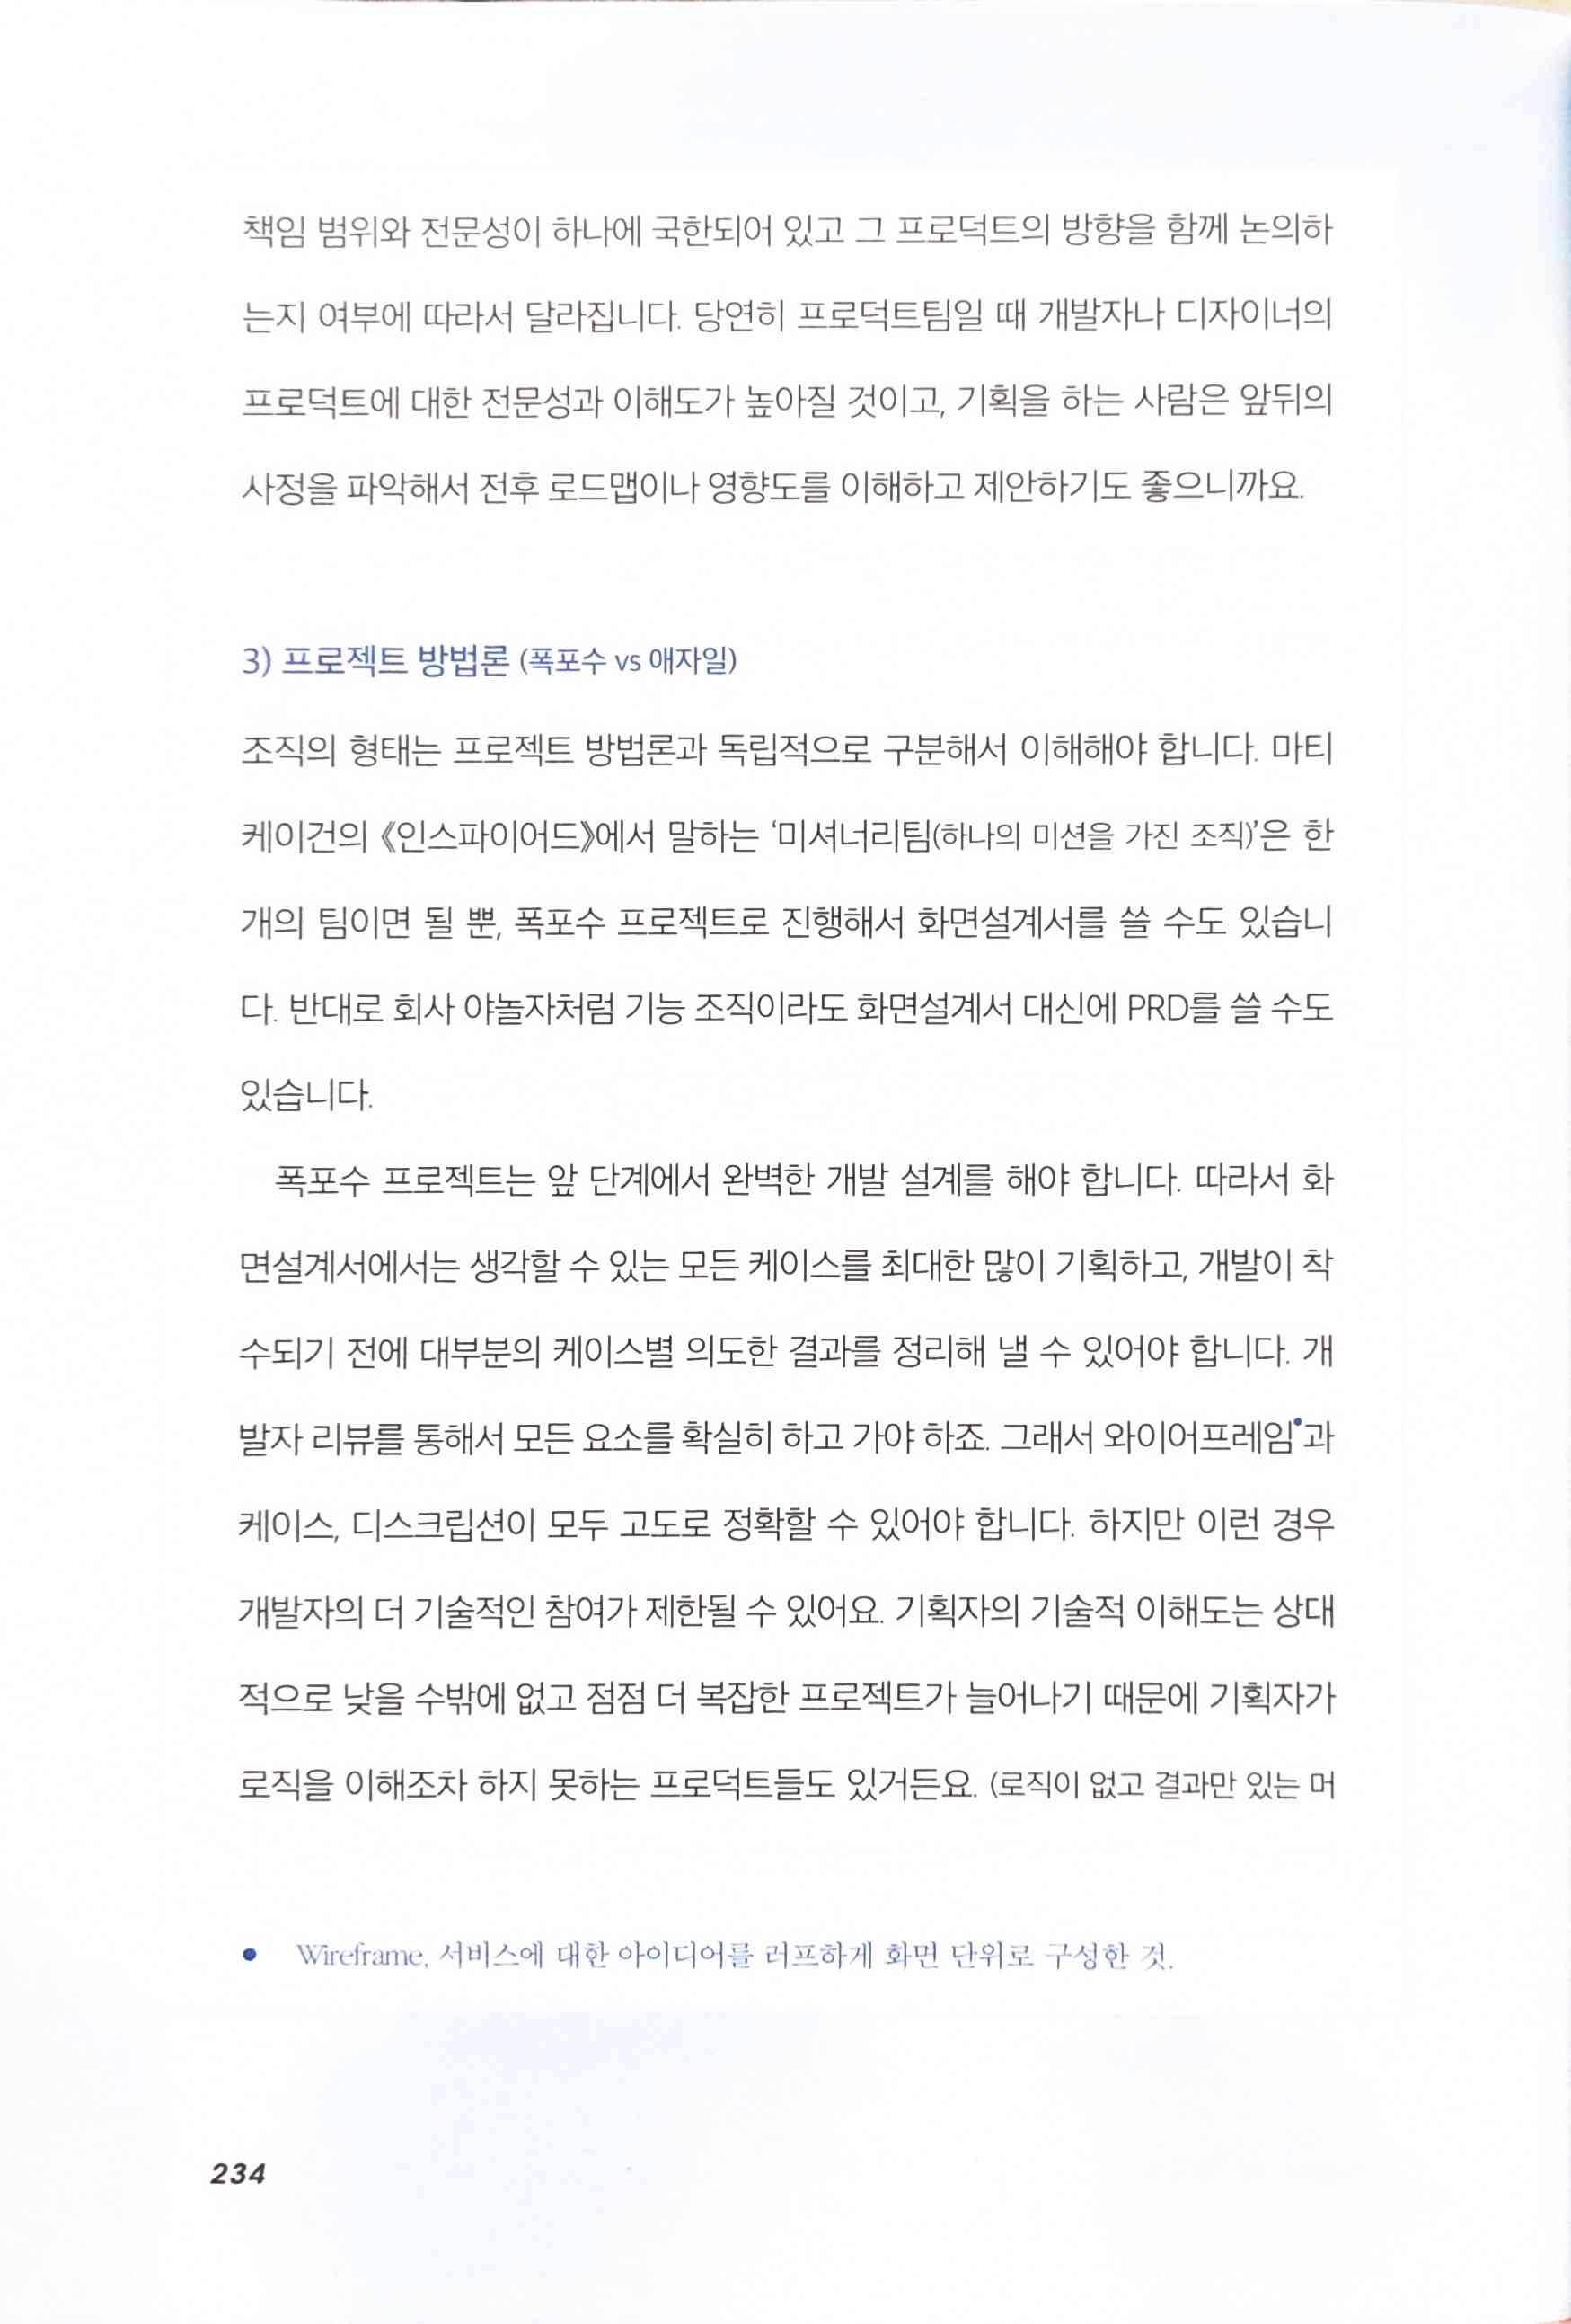 책임 범위와 전문성이 하나에 국한되어 있고 그 프로덕트의 방향을 함께 논의하
는지 여부에 따라서 달라집니다. 당연히 프로덕트팀일 때 개발자나 디자이너의
프로덕트에 대한 전문성과 이해도가 높아질 것이고, 기획을 하는 사람은 앞뒤의
사정을 파악해서 전후 로드맵이나 영향도를 이해하고 제안하기도 좋으니까요.
3) 프로젝트 방법론 (폭포수 vs 애자일)
조직의 형태는 프로젝트 방법론과 독립적으로 구분해서 이해해야 합니다. 마티
케이건의 《인스파이어드》에서 말하는 ‘미셔너리팀(하나의 미션을 가진 조직)’은 한
개의 팀이면 될 뿐, 폭포수 프로젝트로 진행해서 화면설계서를 쓸 수도 있습니
다. 반대로 회사 야놀자처럼 기능 조직이라도 화면설계서 대신에 PRD를 쓸 수도
있습니다.
폭포수 프로젝트는 앞 단계에서 완벽한 개발 설계를 해야 합니다. 따라서 화
면설계서에서는 생각할 수 있는 모든 케이스를 최대한 많이 기획하고, 개발이 착
수되기 전에 대부분의 케이스별 의도한 결과를 정리해 낼 수 있어야 합니다. 개
발자 리뷰를 통해서 모든 요소를 확실히 하고 가야 하죠. 그래서 와이어프레임•과
케이스, 디스크립션이 모두 고도로 정확할 수 있어야 합니다. 하지만 이런 경우
개발자의 더 기술적인 참여가 제한될 수 있어요. 기획자의 기술적 이해도는 상대
적으로 낮을 수밖에 없고 점점 더 복잡한 프로젝트가 늘어나기 때문에 기획자가
로직을 이해조차 하지 못하는 프로덕트들도 있거든요. (로직이 없고 결과만 있는 머
• Wireframe, 서비스에 대한 아이디어를 러프하게 화면 단위로 구성한 것.
234